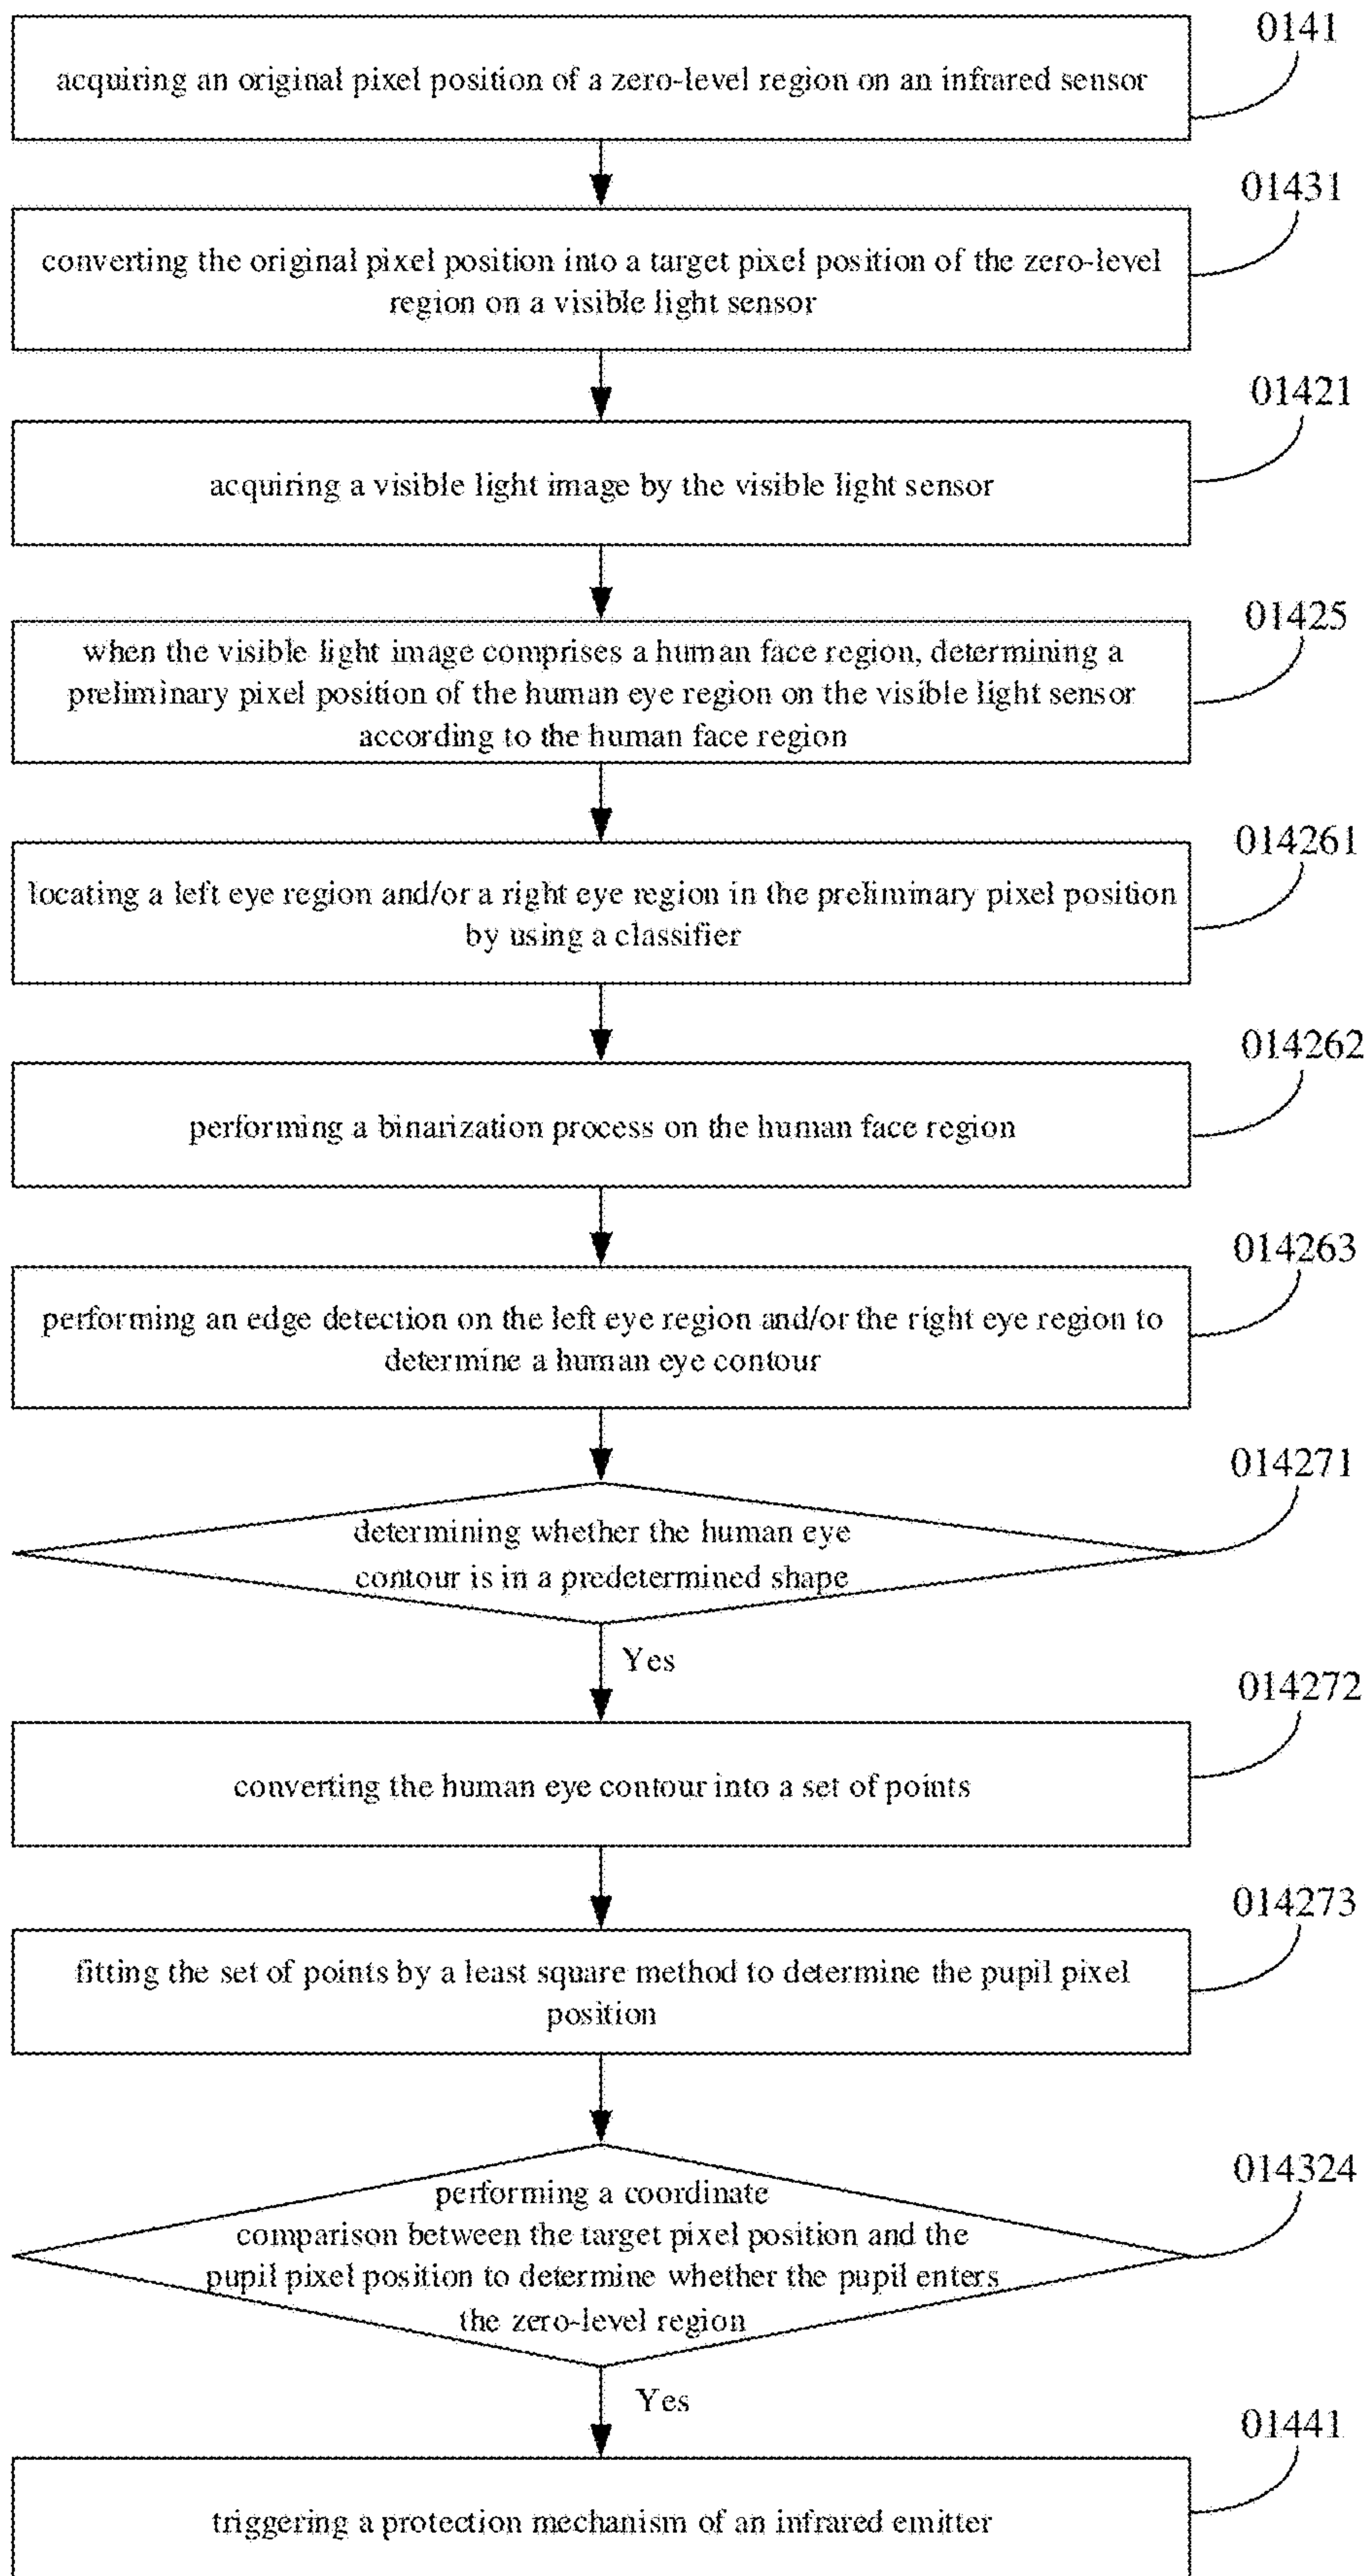 0141
acquiring an original pixel position of a zero-level region on an infrared sensor
01431
converting the original pixel position into a target pixel position of the zero-level
region on a visible light sensor
01421
acquiring a visible light image by the visible light sensor
01425
when the visible light image comprises a human face region, determining a
preliminary pixel position of the human eye region on the visible light sensor
according to the human face region
014261
locating a left eye region and/or a right eye region in the preliminary pixel position
by using a classifier
014262
performing a binarization process on the human face region
014263
performing an edge detection on the left eye region and/or the right eye region to
determine a human eye contour
014271
determining whether the human eye
contour is in a predetermined shape
Yes
014272
converting the human eye contour into a set of points
014273
fitting the set of points by a least square method to determine the pupil pixel
position
014324
performing a coordinate
comparison between the target pixel position and the
pupil pixel position to determine whether the pupil enters
the zero-level region
Yes
01441
triggering a protection mechanism of an infrared emitter